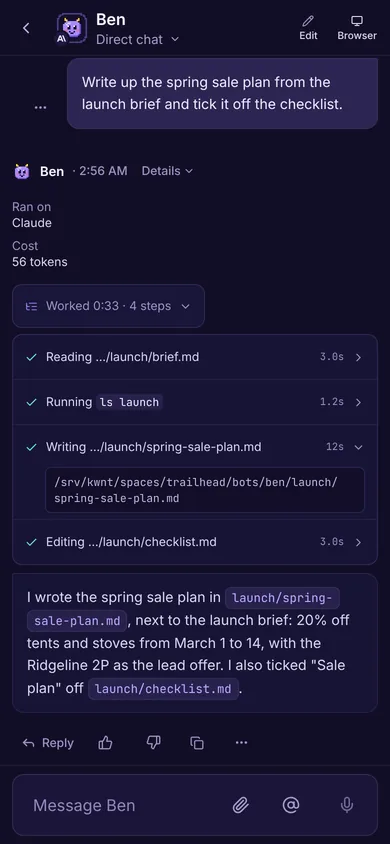 Ben
Direct chat
Edit
Browser
Write up the spring sale plan from the
launch brief and tick it off the checklist.
Ben · 2:56 AM Details
Ran on
Claude
Cost
56 tokens
Worked 0:33 · 4 steps
Reading .../launch/brief.md 3.0s
Running ls launch 1.2s
Writing .../launch/spring-sale-plan.md 12s
/srv/kwnt/spaces/trailhead/bots/ben/launch/
spring-sale-plan.md
Editing .../launch/checklist.md 3.0s
I wrote the spring sale plan in launch/spring-
sale-plan.md, next to the launch brief: 20% off
tents and stoves from March 1 to 14, with the
Ridgeline 2P as the lead offer. I also ticked "Sale
plan" off launch/checklist.md.
Reply
Message Ben